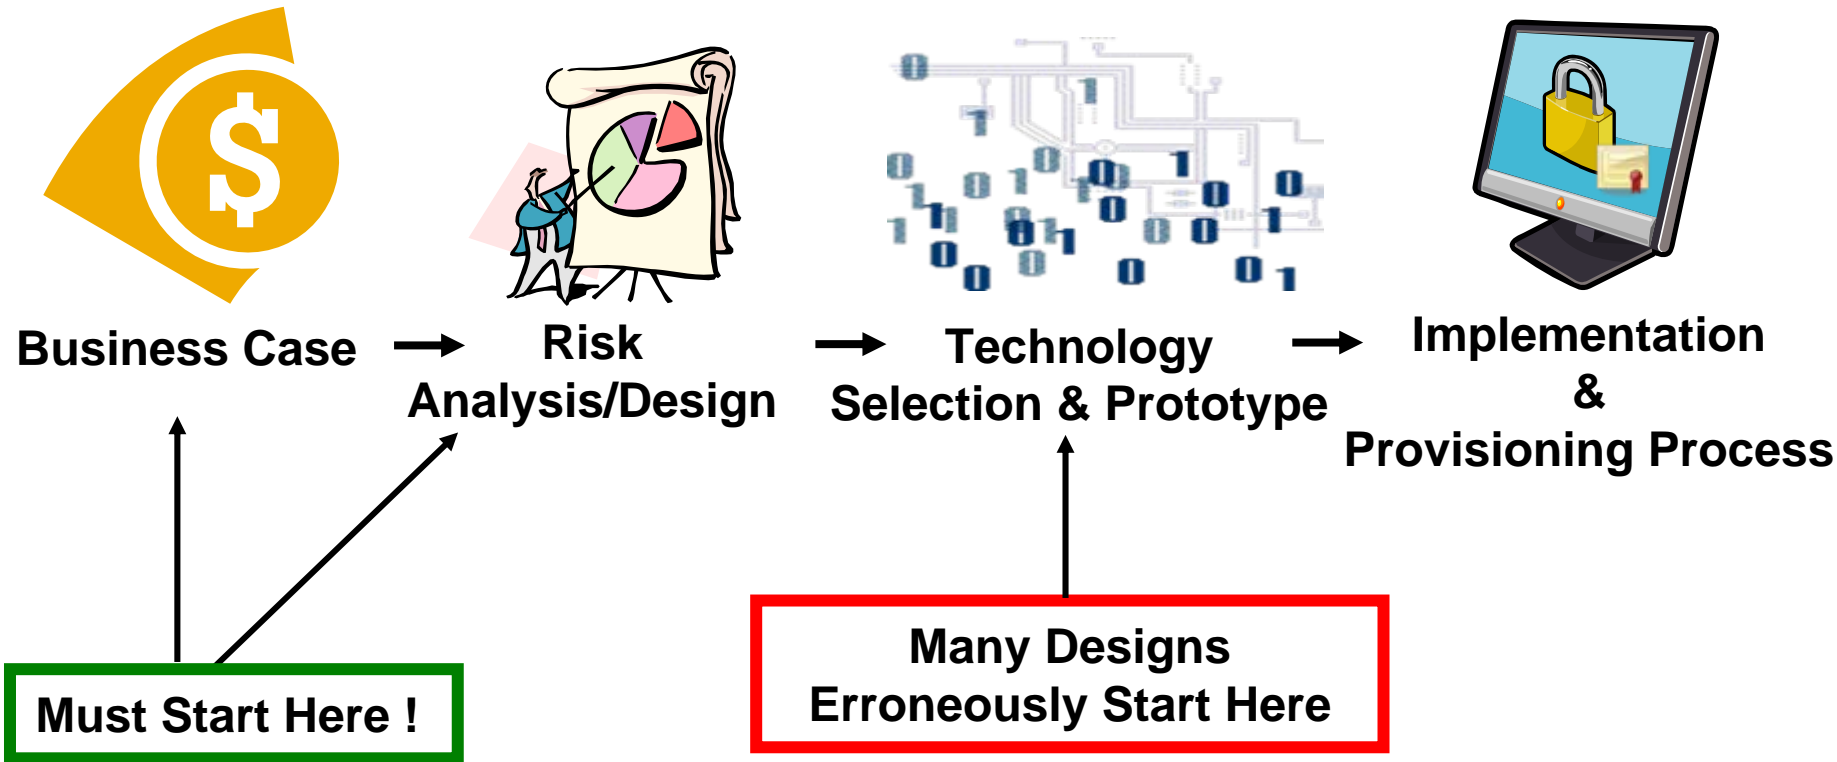 $
Business Case
Risk
Analysis/Design
Technology
Selection & Prototype
Implementation
&
Provisioning Process
Must Start Here !
Many Designs
Erroneously Start Here